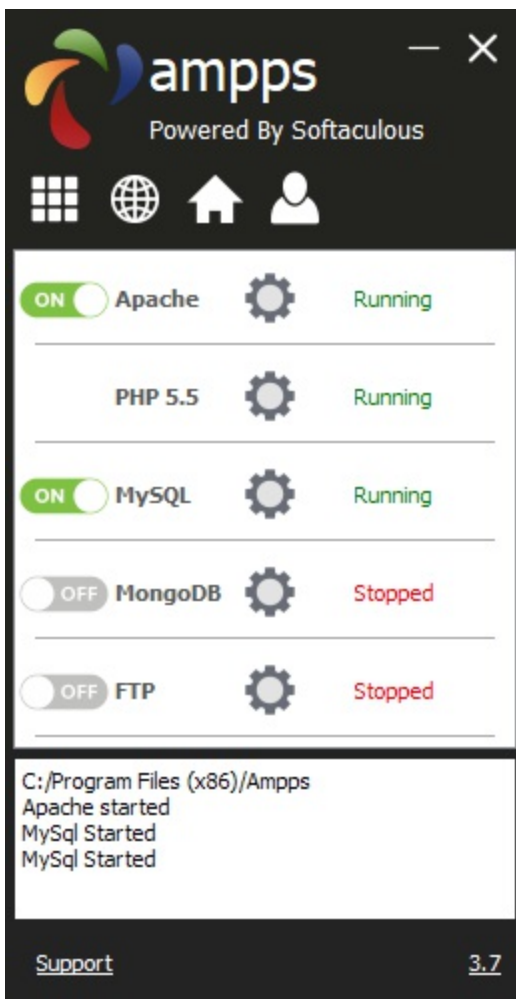 ampps
Powered By Softaculous
ON Apache Running
PHP 5.5 Running
ON MySQL Running
OFF MongoDB Stopped
OFF FTP Stopped
C:/Program Files (x86)/Ampps
Apache started
MySql Started
MySql Started
Support 3.7